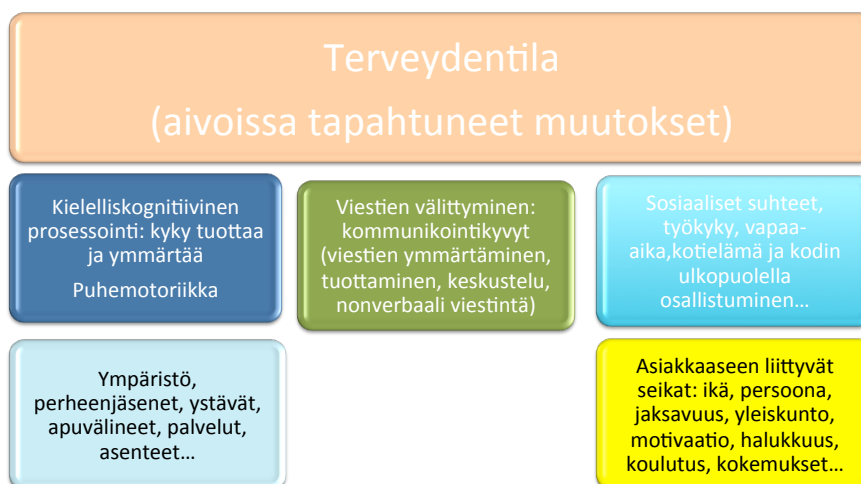 Terveydentila
(aivoissa tapahtuneet muutokset)
Kielelliskognitiivinen
prosessointi: kyky tuottaa
ja ymmärtää
Puhemotoriikka
Viestien välittyminen:
kommunikointikyvyt
(viestien ymmärtäminen,
tuottaminen, keskustelu,
nonverbaali viestintä)
Sosiaaliset suhteet,
työkyky, vapaa-
aika,kotielämä ja kodin
ulkopuolella
osallistuminen…
Ympäristö,
perheenjäsenet, ystävät,
apuvälineet, palvelut,
asenteet…
Asiakkaaseen liittyvät
seikat: ikä, persoona,
jaksavuus, yleiskunto,
motivaatio, halukkuus,
koulutus, kokemukset…